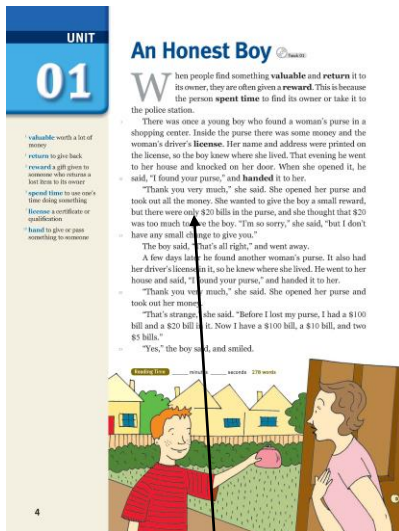 UNIT
01
An Honest Boy
Track 01
When people find something valuable and return it to
its owner, they are often given a reward. This is because
the person spent time to find its owner or take it to
the police station.
There was once a young boy who found a woman's purse in a
shopping center. Inside the purse there was some money and the
woman's driver's license. Her name and address were printed on
the license, so the boy knew where she lived. That evening he went
to her house and knocked on her door. When she opened it, he
said, "I found your purse," and handed it to her.
"Thank you very much," she said. She opened her purse and
took out all the money. She wanted to give the boy a small reward,
but there were only $20 bills in the purse, and she thought that $20
was too much to give the boy. "I'm so sorry," she said, "but I don't
have any small change to give you."
The boy said, "That's all right," and went away.
A few days later he found another woman's purse. It also had
her driver's license in it, so he knew where she lived. He went to her
house and said, "I found your purse," and handed it to her.
"Thank you very much," she said. She opened her purse and
took out her money.
"That's strange," she said. "Before I lost my purse, I had a $100
bill and a $20 bill in it. Now I have a $100 bill, a $10 bill, and two
$5 bills."
"Yes," the boy said, and smiled.
Reading Time ____ minutes ____ seconds 278 words
valuable worth a lot of
money
return to give back
reward a gift given to
someone who returns a
lost item to its owner
spend time to use one's
time doing something
license a certificate or
qualification
hand to give or pass
something to someone
4